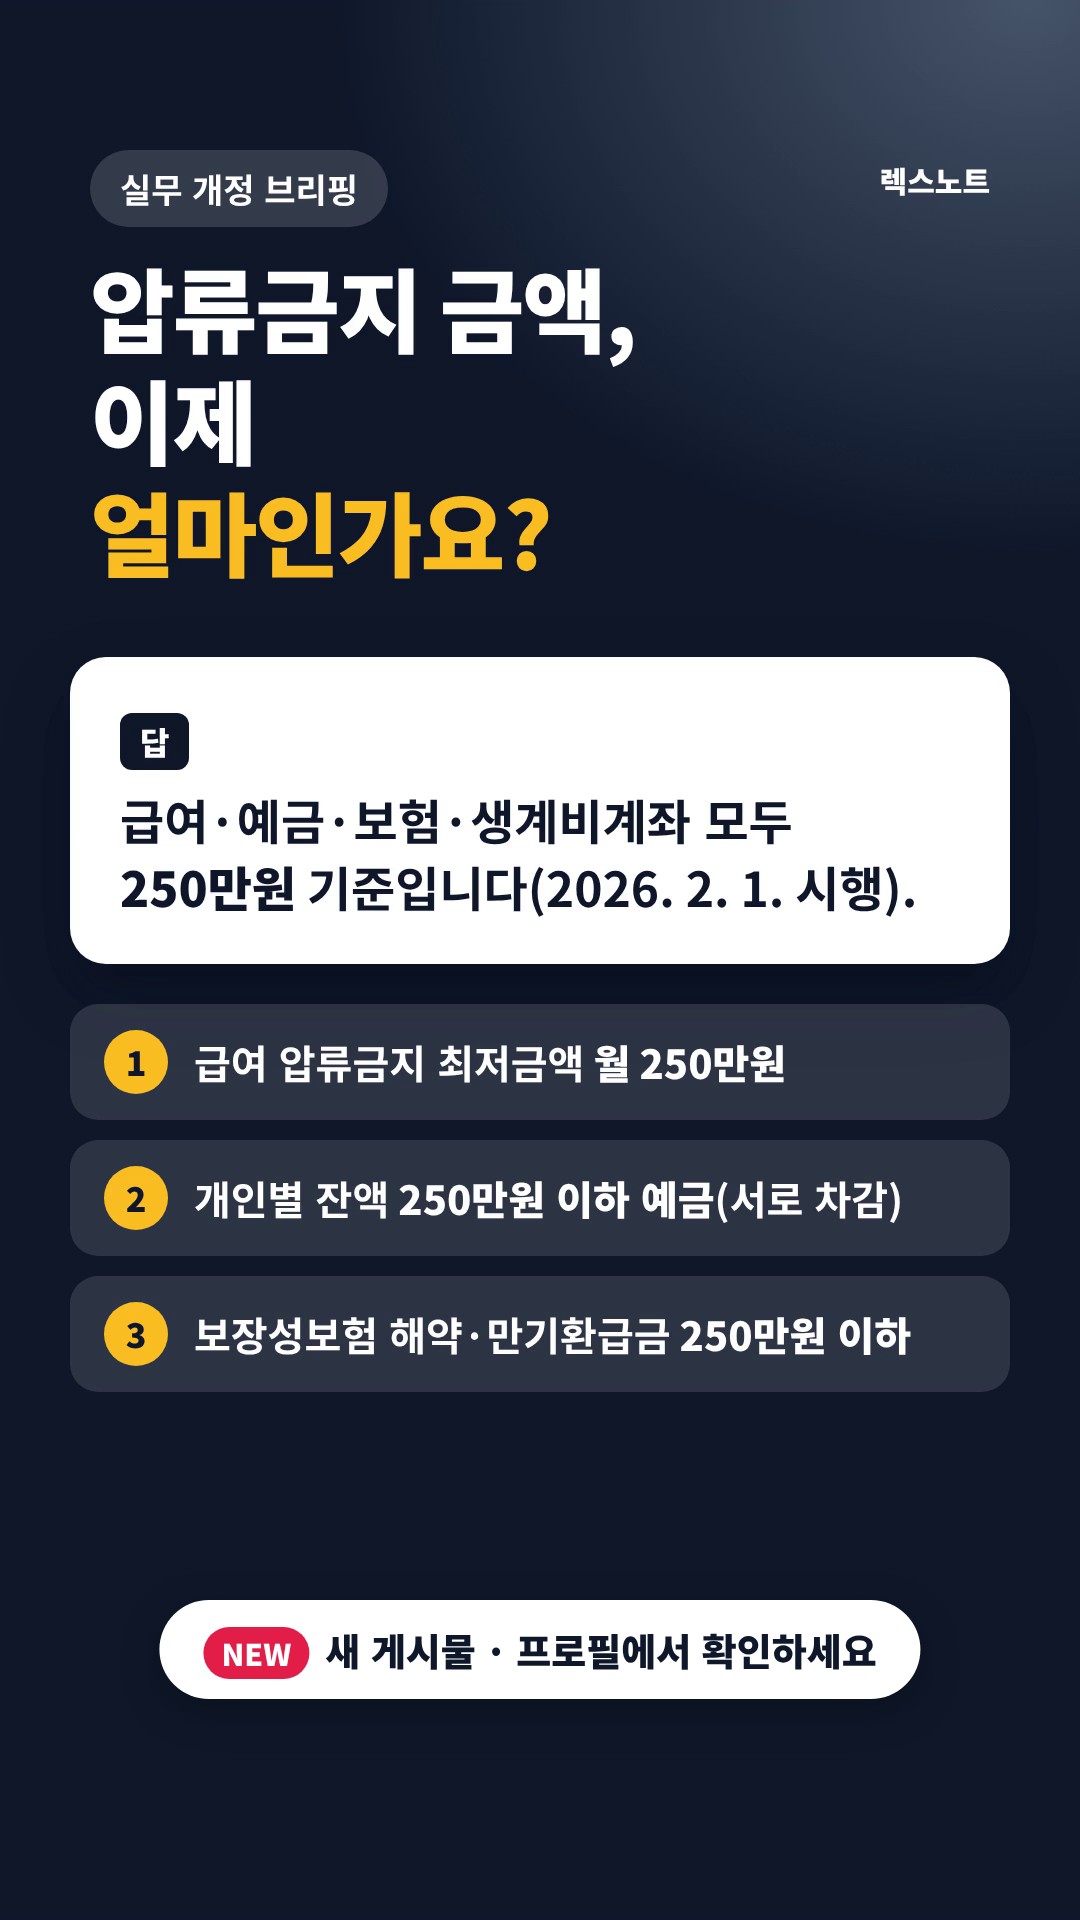 실무 개정 브리핑
렉스노트
압류금지 금액,
이제
얼마인가요?
답
급여·예금·보험·생계비계좌 모두
250만원 기준입니다(2026. 2. 1. 시행).
1 급여 압류금지 최저금액 월 250만원
2 개인별 잔액 250만원 이하 예금(서로 차감)
3 보장성보험 해약·만기환급금 250만원 이하
NEW 새 게시물 · 프로필에서 확인하세요